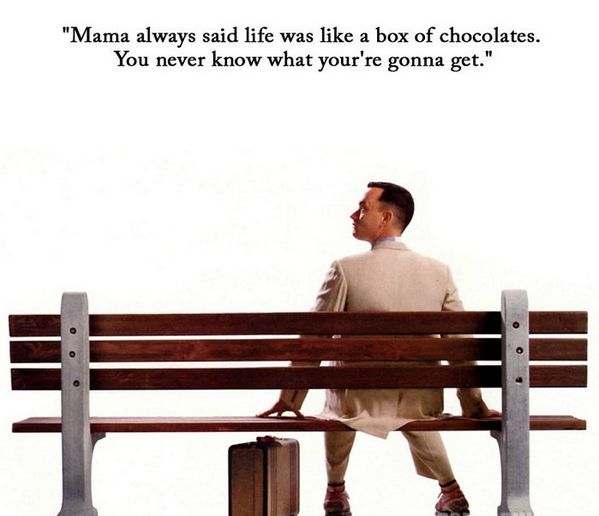 "Mama always said life was like a box of chocolates.
You never know what your're gonna get."